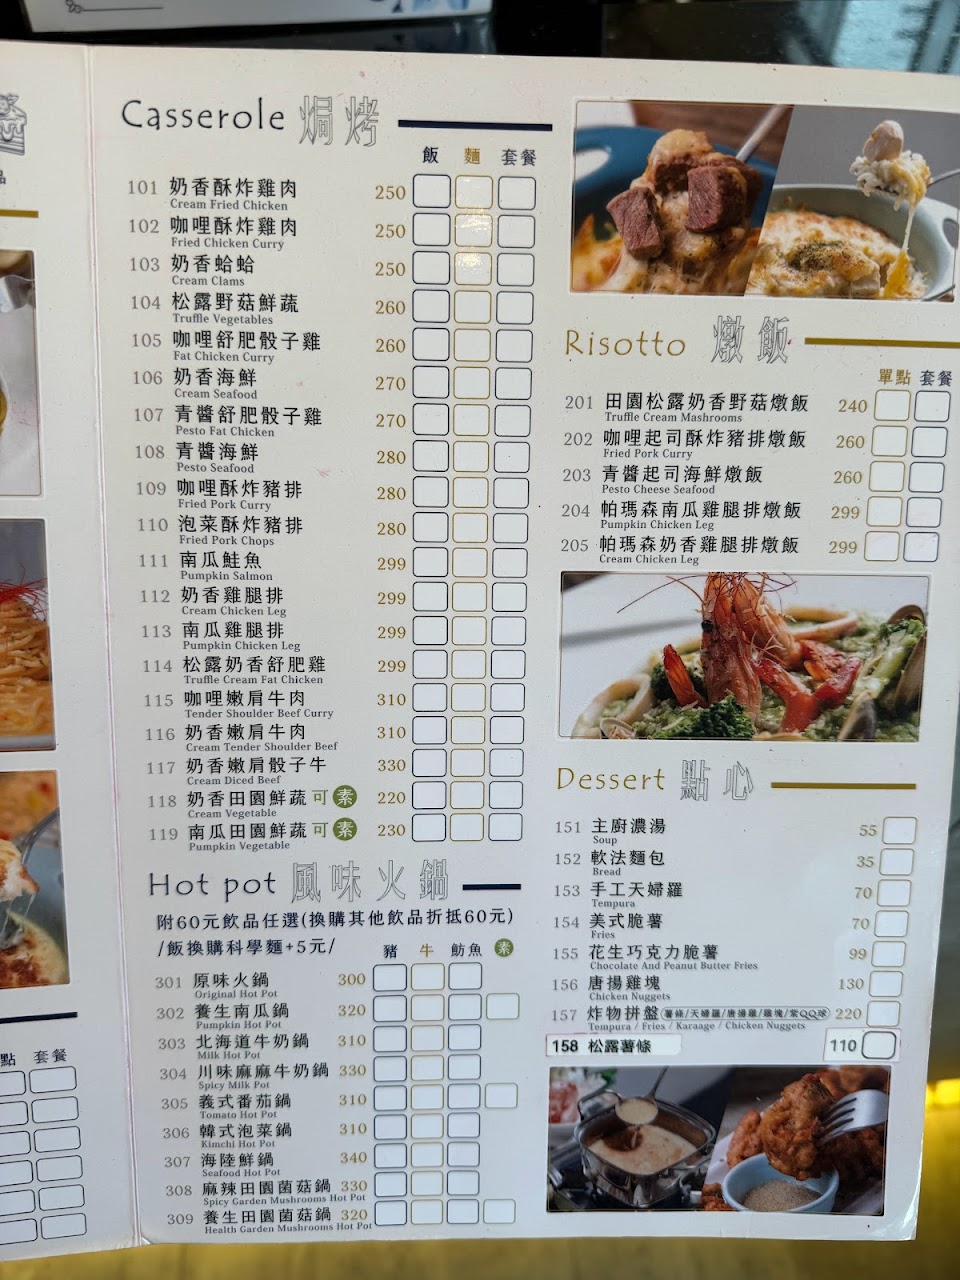 品
點 套餐
Casserole 焗烤
飯 麵 套餐
101 奶香酥炸雞肉 250
Cream Fried Chicken
102 咖哩酥炸雞肉 250
Fried Chicken Curry
103 奶香蛤蛤 250
Cream Clams
104 松露野菇鮮蔬 260
Truffle Vegetables
105 咖哩舒肥骰子雞 260
Fat Chicken Curry
106 奶香海鮮 270
Cream Seafood
107 青醬舒肥骰子雞 270
Pesto Fat Chicken
108 青醬海鮮 280
Pesto Seafood
109 咖哩酥炸豬排 280
Fried Pork Curry
110 泡菜酥炸豬排 280
Fried Pork Chops
111 南瓜鮭魚 299
Pumpkin Salmon
112 奶香雞腿排 299
Cream Chicken Leg
113 南瓜雞腿排 299
Pumpkin Chicken Leg
114 松露奶香舒肥雞 299
Truffle Cream Fat Chicken
115 咖哩嫩肩牛肉 310
Tender Shoulder Beef Curry
116 奶香嫩肩牛肉 310
Cream Tender Shoulder Beef
117 奶香嫩肩骰子牛 330
Cream Diced Beef
118 奶香田園鮮蔬可素 220
Cream Vegetable
119 南瓜田園鮮蔬可素 230
Pumpkin Vegetable
Hot pot 風味火鍋
附60元飲品任選(換購其他飲品折抵60元)
/飯換購科學麵+5元/
豬 牛 魴魚 素
301 原味火鍋 300
Original Hot Pot
302 養生南瓜鍋 320
Pumpkin Hot Pot
303 北海道牛奶鍋 310
Milk Hot Pot
304 川味麻麻牛奶鍋 330
Spicy Milk Pot
305 義式番茄鍋 310
Tomato Hot Pot
306 韓式泡菜鍋 310
Kimchi Hot Pot
307 海陸鮮鍋 340
Seafood Hot Pot
308 麻辣田園菌菇鍋 330
Spicy Garden Mushrooms Hot Pot
309 養生田園菌菇鍋 320
Health Garden Mushrooms Hot Pot
Risotto 燉飯
單點 套餐
201 田園松露奶香野菇燉飯 240
Truffle Cream Mashrooms
202 咖哩起司酥炸豬排燉飯 260
Fried Pork Curry
203 青醬起司海鮮燉飯 260
Pesto Cheese Seafood
204 帕瑪森南瓜雞腿排燉飯 299
Pumpkin Chicken Leg
205 帕瑪森奶香雞腿排燉飯 299
Cream Chicken Leg
Dessert 點心
151 主廚濃湯 55
Soup
152 軟法麵包 35
Bread
153 手工天婦羅 70
Tempura
154 美式脆薯 70
Fries
155 花生巧克力脆薯 99
Chocolate And Peanut Butter Fries
156 唐揚雞塊 130
Chicken Nuggets
157 炸物拼盤(薯條/天婦羅/唐揚雞/雞塊/紫QQ球) 220
Tempura / Fries / Karaage / Chicken Nuggets
158 松露薯條 110